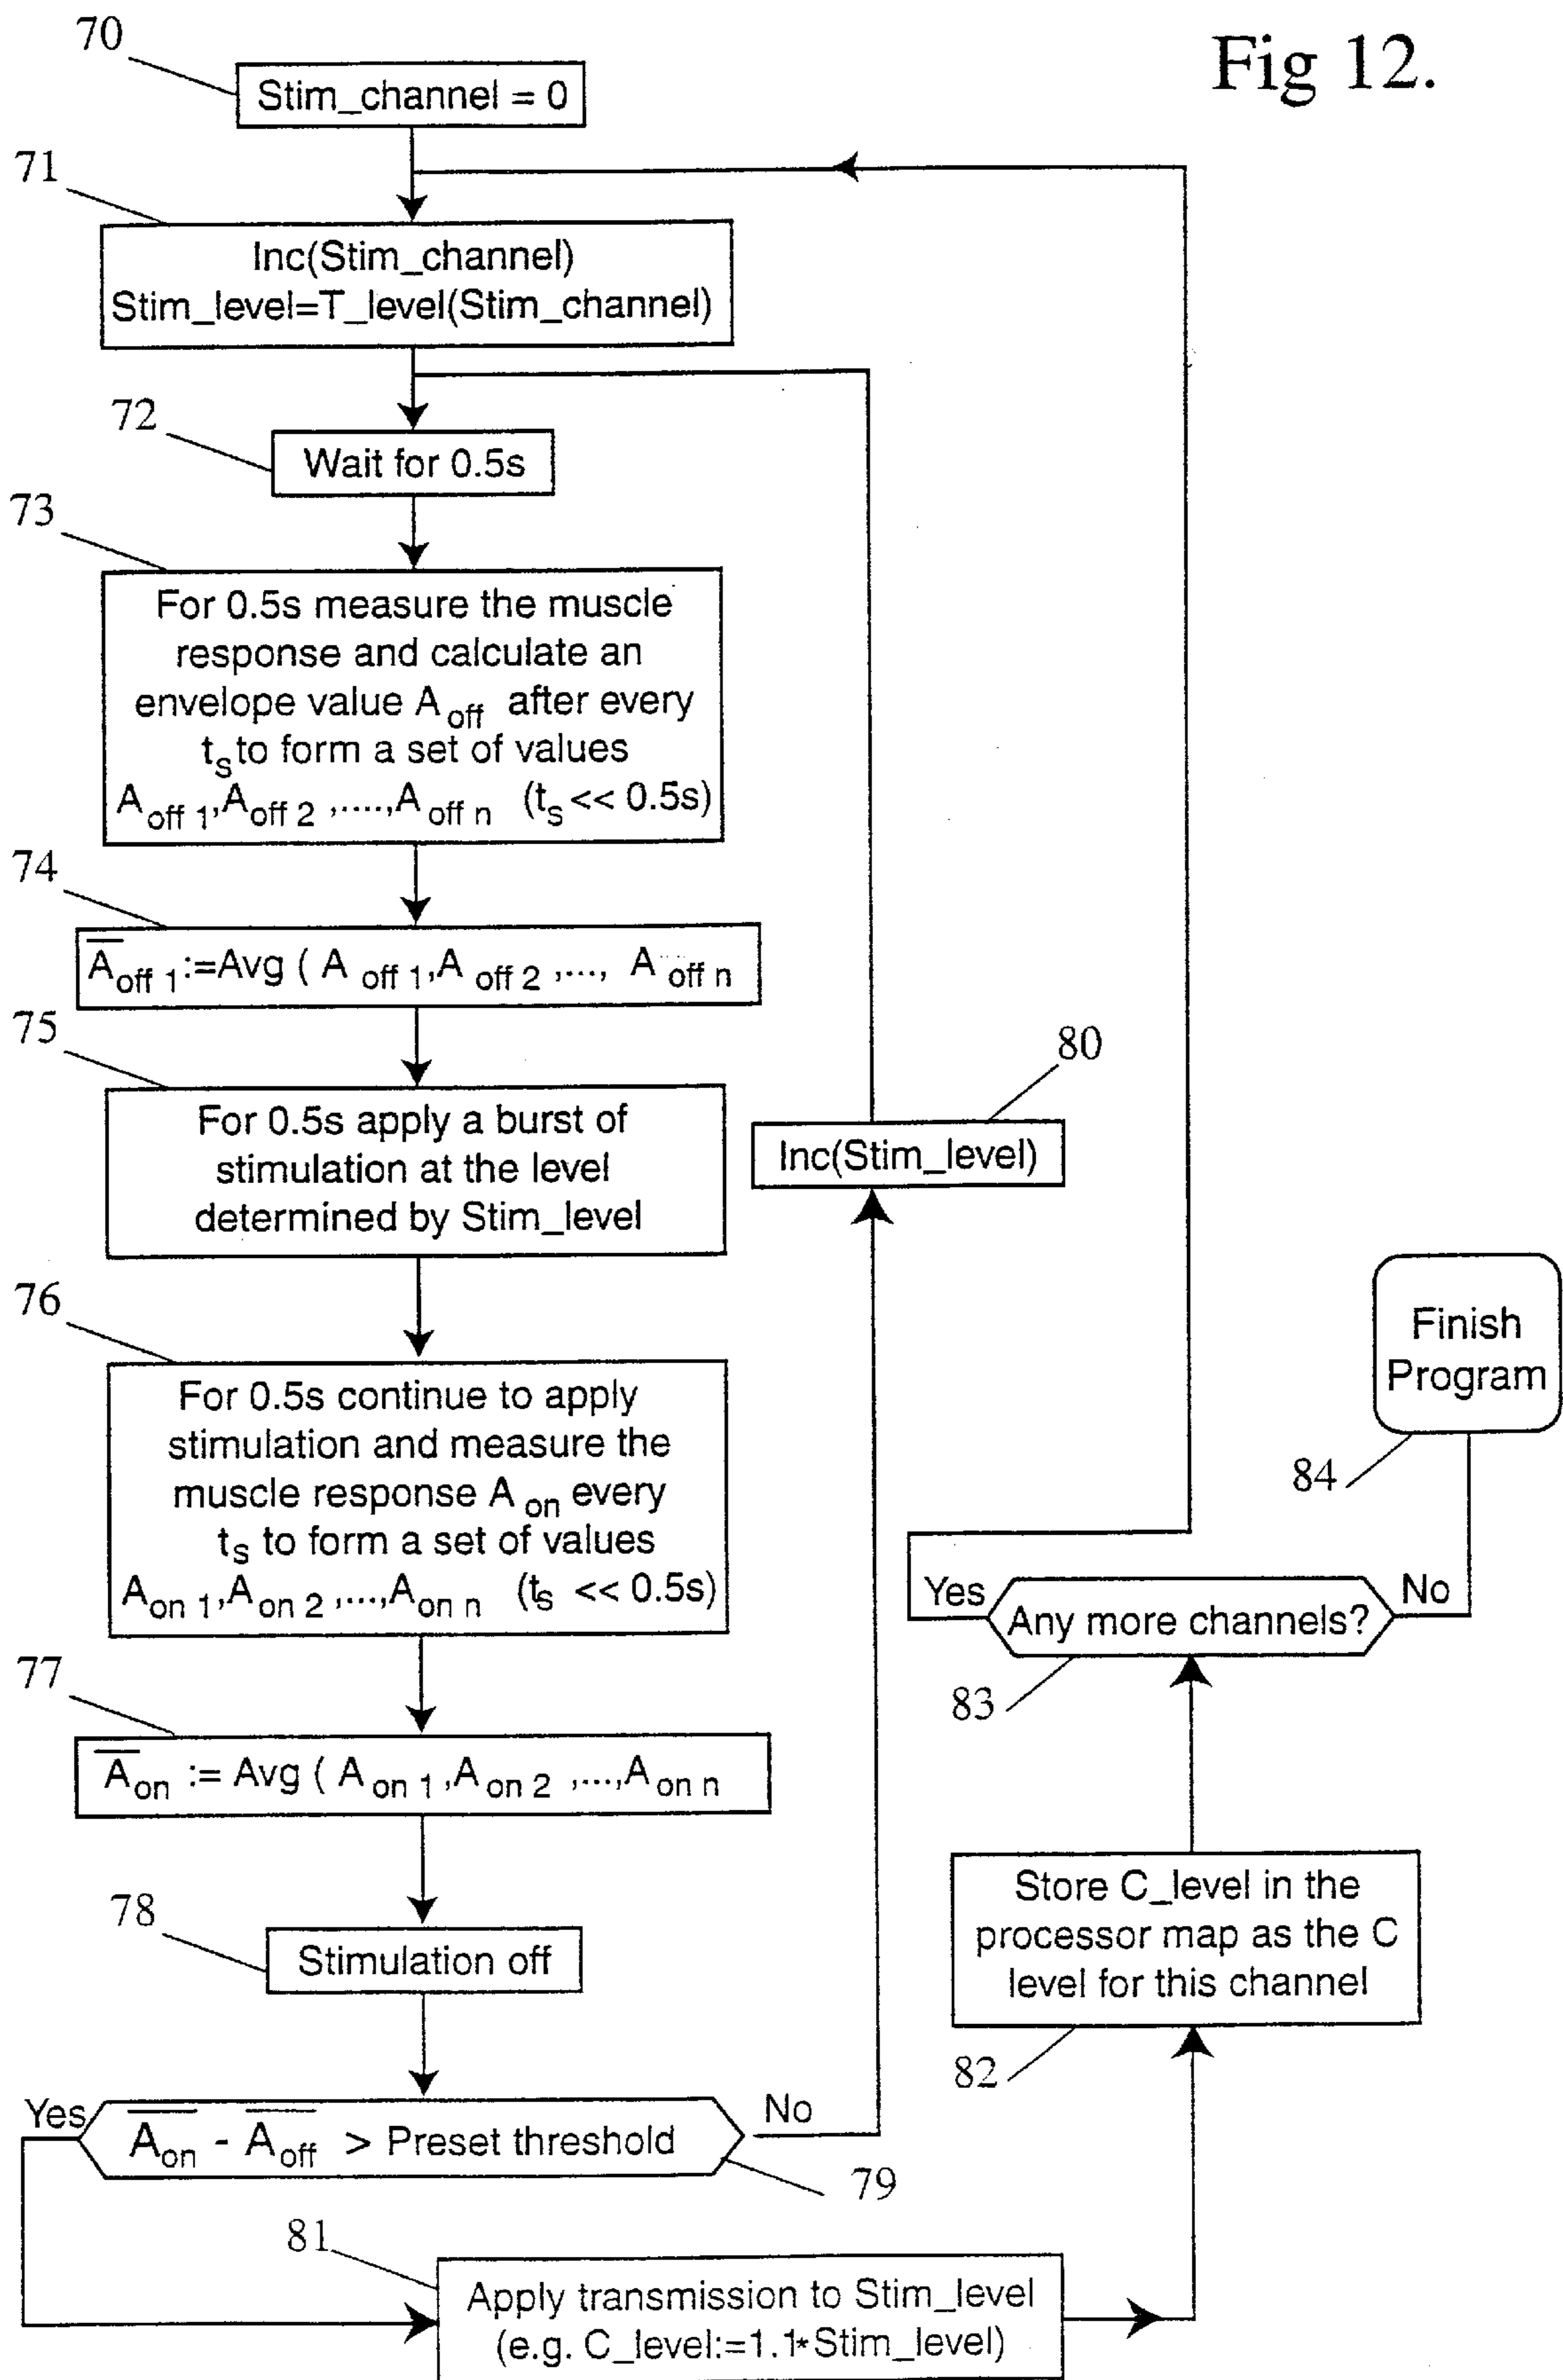 Fig 12.
70
Stim_channel = 0
71
Inc(Stim_channel)
Stim_level=T_level(Stim_channel)
72
Wait for 0.5s
73
For 0.5s measure the muscle
response and calculate an
envelope value A off after every
ts to form a set of values
A off 1,A off 2 ,....,A off n (ts << 0.5s)
74
A̅ off 1:=Avg ( A off 1,A off 2 ,..., A off n
75
For 0.5s apply a burst of
stimulation at the level
determined by Stim_level
80
Inc(Stim_level)
76
For 0.5s continue to apply
stimulation and measure the
muscle response A on every
ts to form a set of values
A on 1,A on 2 ,...,A on n (ts << 0.5s)
77
A̅ on := Avg ( A on 1 ,A on 2 ,...,A on n
78
Stimulation off
Yes
A̅on - A̅off > Preset threshold
No
79
81
Apply transmission to Stim_level
(e.g. C_level:=1.1*Stim_level)
Store C_level in the
processor map as the C
level for this channel
82
Yes
Any more channels?
No
83
Finish
Program
84